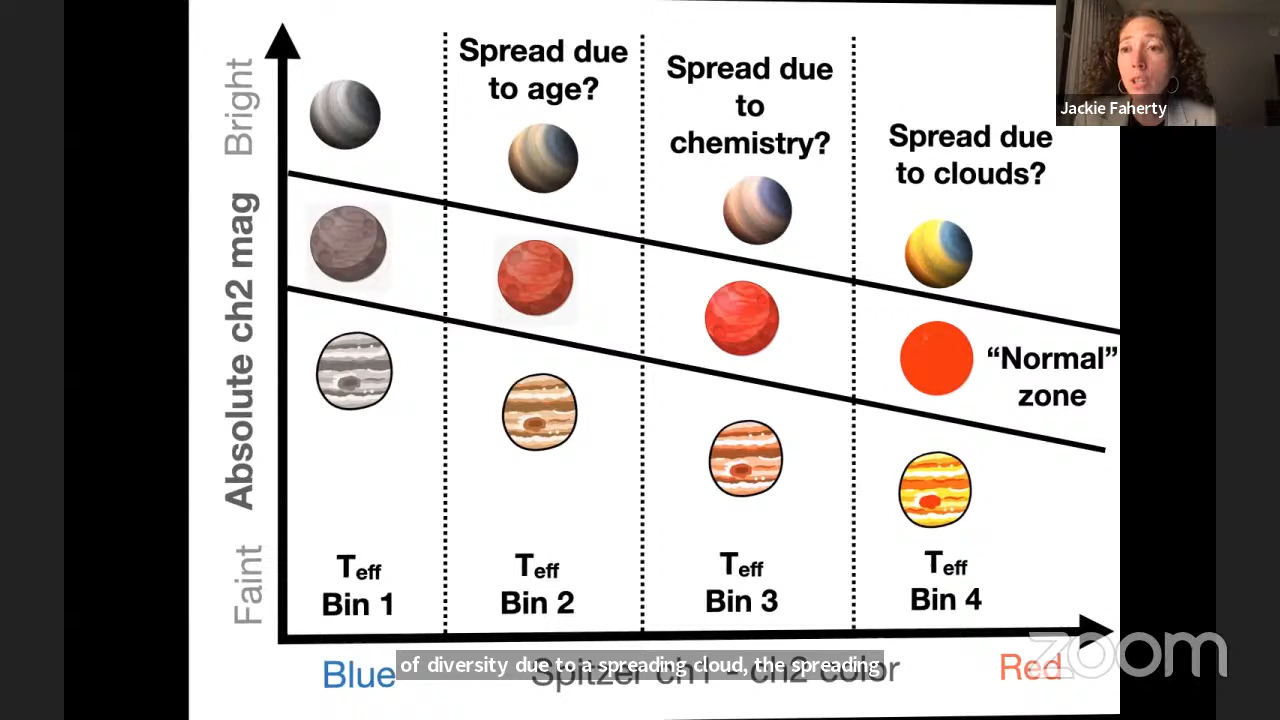 Bright
Absolute ch2 mag
Faint
Spread due
to age?
Spread due
to
chemistry?
Spread due
to clouds?
Jackie Faherty
“Normal”
zone
Teff
Bin 1
Teff
Bin 2
Teff
Bin 3
Teff
Bin 4
Blue
Spitzer ch1 - ch2 color
Red
of diversity due to a spreading cloud, the spreading
zoom